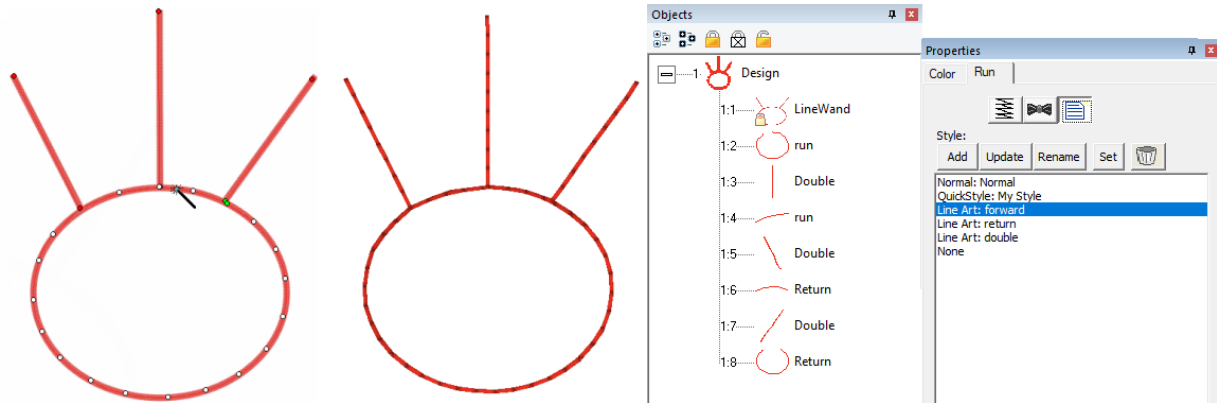 Objects
1
Design
1:1 LineWand
1:2 run
1:3 Double
1:4 run
1:5 Double
1:6 Return
1:7 Double
1:8 Return
Properties
Color Run
Style:
Add Update Rename Set
Normal: Normal
QuickStyle: My Style
Line Art: forward
Line Art: return
Line Art: double
None